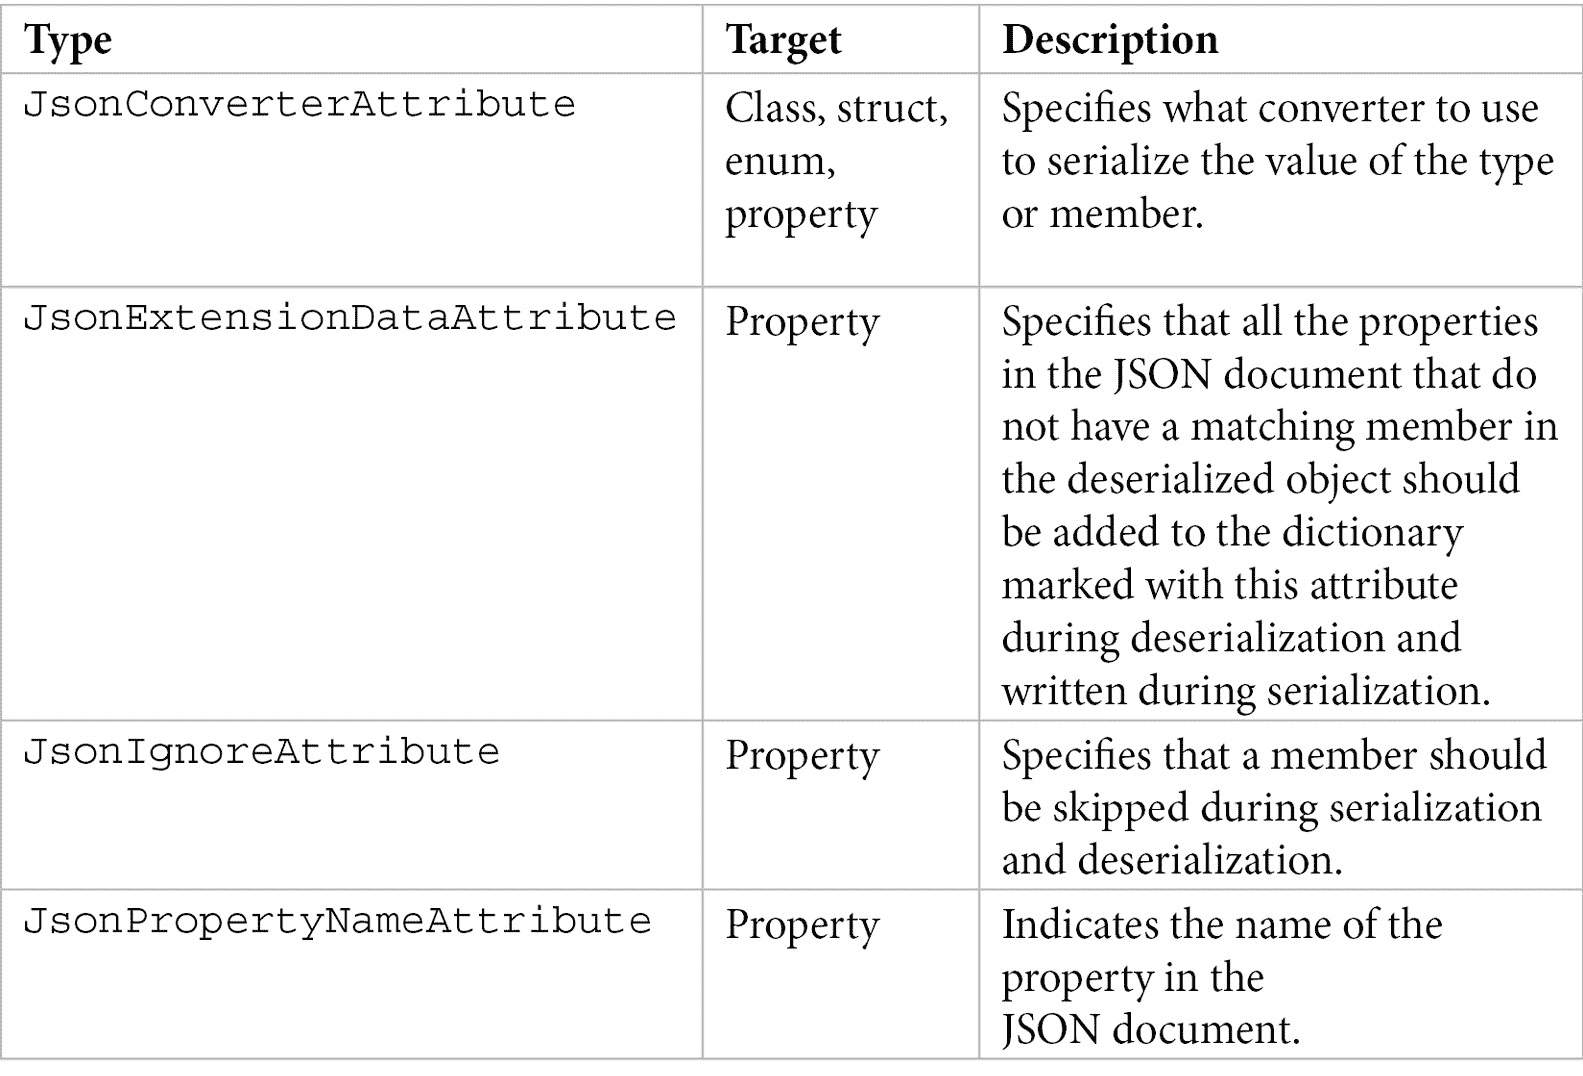 Type Target Description
JsonConverterAttribute Class, struct, Specifies what converter to use
enum, to serialize the value of the type
property or member.
JsonExtensionDataAttribute Property Specifies that all the properties
in the JSON document that do
not have a matching member in
the deserialized object should
be added to the dictionary
marked with this attribute
during deserialization and
written during serialization.
JsonIgnoreAttribute Property Specifies that a member should
be skipped during serialization
and deserialization.
JsonPropertyNameAttribute Property Indicates the name of the
property in the
JSON document.